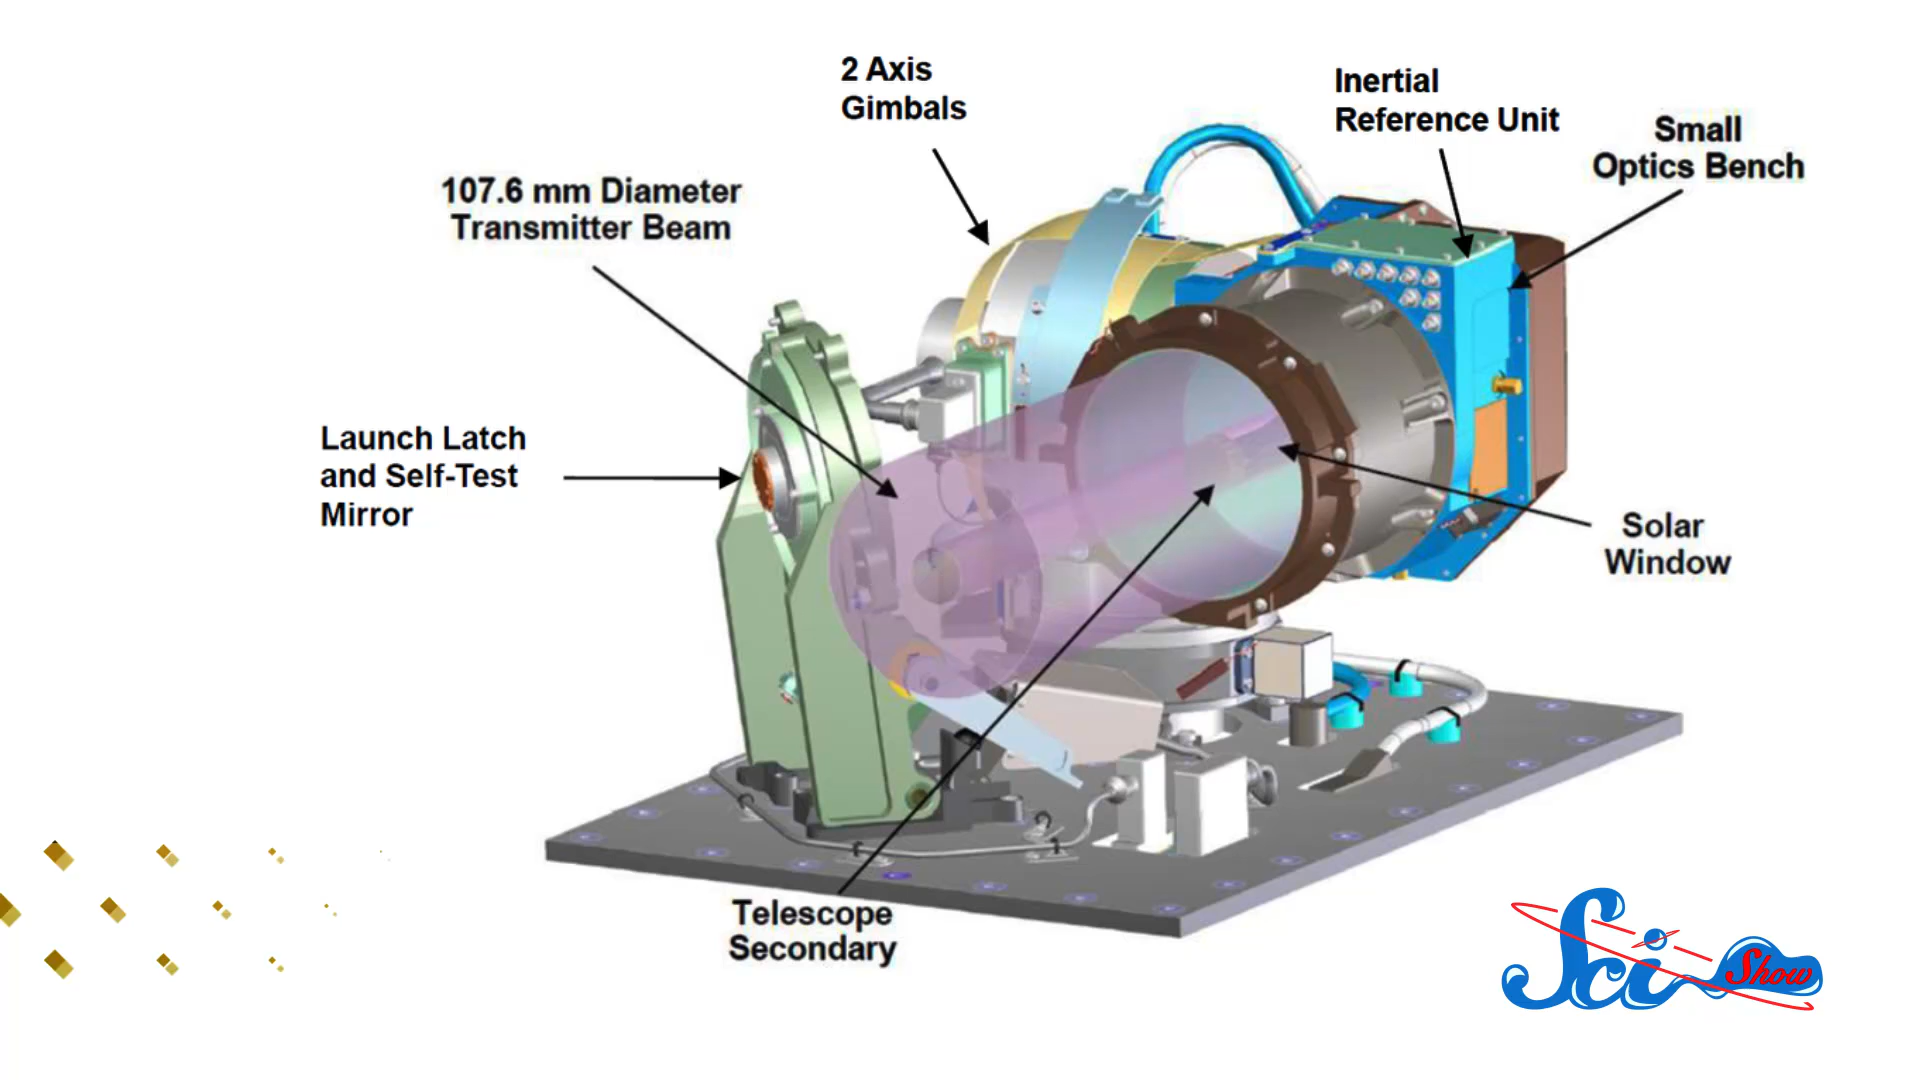 2 Axis
Gimbals
Inertial
Reference Unit
Small
Optics Bench
107.6 mm Diameter
Transmitter Beam
Launch Latch
and Self-Test
Mirror
Solar
Window
Telescope
Secondary
Sci
Show